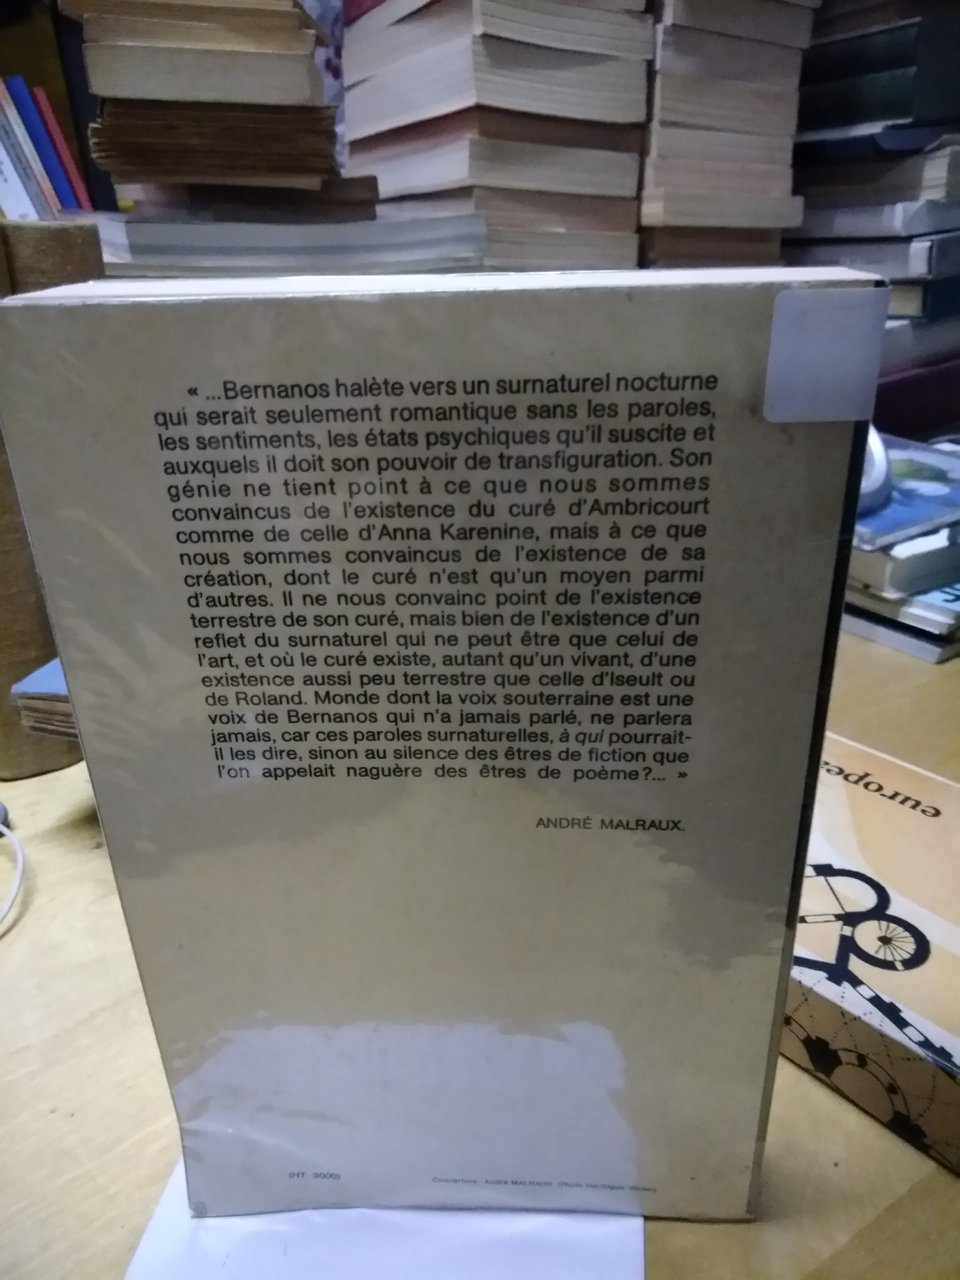 « ...Bernanos halète vers un surnaturel nocturne
qui serait seulement romantique sans les paroles,
les sentiments, les états psychiques qu'il suscite et
auxquels il doit son pouvoir de transfiguration. Son
génie ne tient point à ce que nous sommes
convaincus de l'existence du curé d'Ambricourt
comme de celle d'Anna Karenine, mais à ce que
nous sommes convaincus de l'existence de sa
création, dont le curé n'est qu'un moyen parmi
d'autres. Il ne nous convainc point de l'existence
terrestre de son curé, mais bien de l'existence d'un
reflet du surnaturel qui ne peut être que celui de
l'art, et où le curé existe, autant qu'un vivant, d'une
existence aussi peu terrestre que celle d'Iseult ou
de Roland. Monde dont la voix souterraine est une
voix de Bernanos qui n'a jamais parlé, ne parlera
jamais, car ces paroles surnaturelles, à qui pourrait-
il les dire, sinon au silence des êtres de fiction que
l'on appelait naguère des êtres de poème?... »
ANDRÉ MALRAUX.
(HT 9000)
Couverture : André MALRAUX (Photo
europea